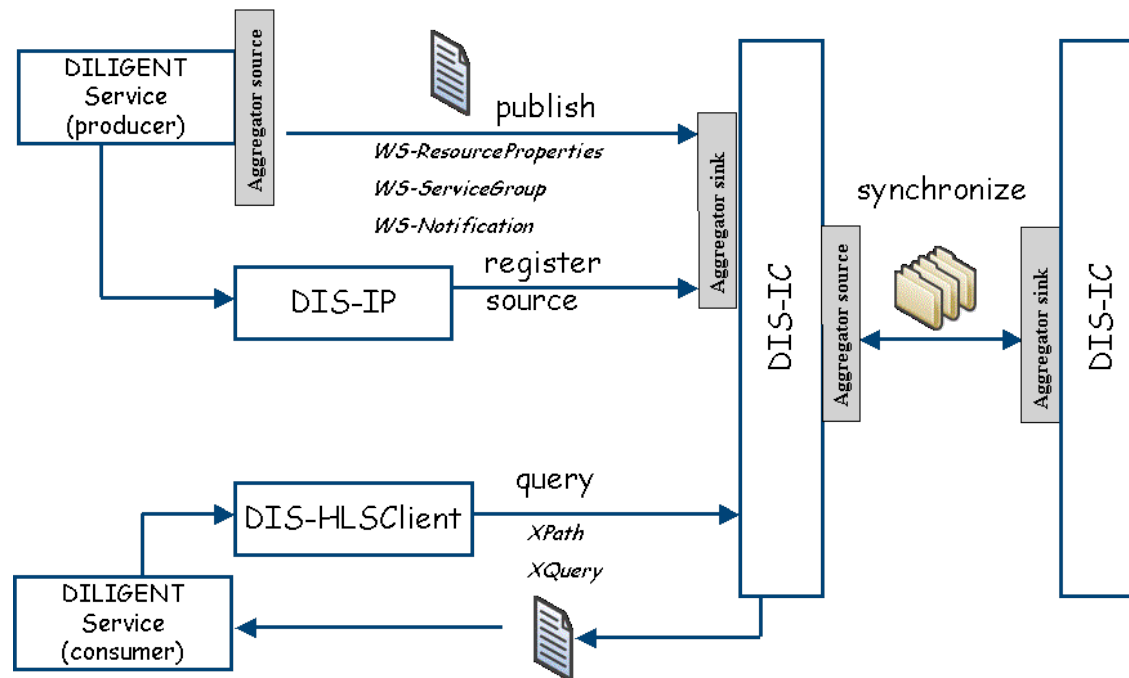 DILIGENT
Service
(producer)
Aggregator source
publish
WS-ResourceProperties
WS-ServiceGroup
WS-Notification
Aggregator sink
DIS-IP
register
source
DIS-IC
Aggregator source
synchronize
Aggregator sink
DIS-IC
DIS-HLSClient
query
XPath
XQuery
DILIGENT
Service
(consumer)